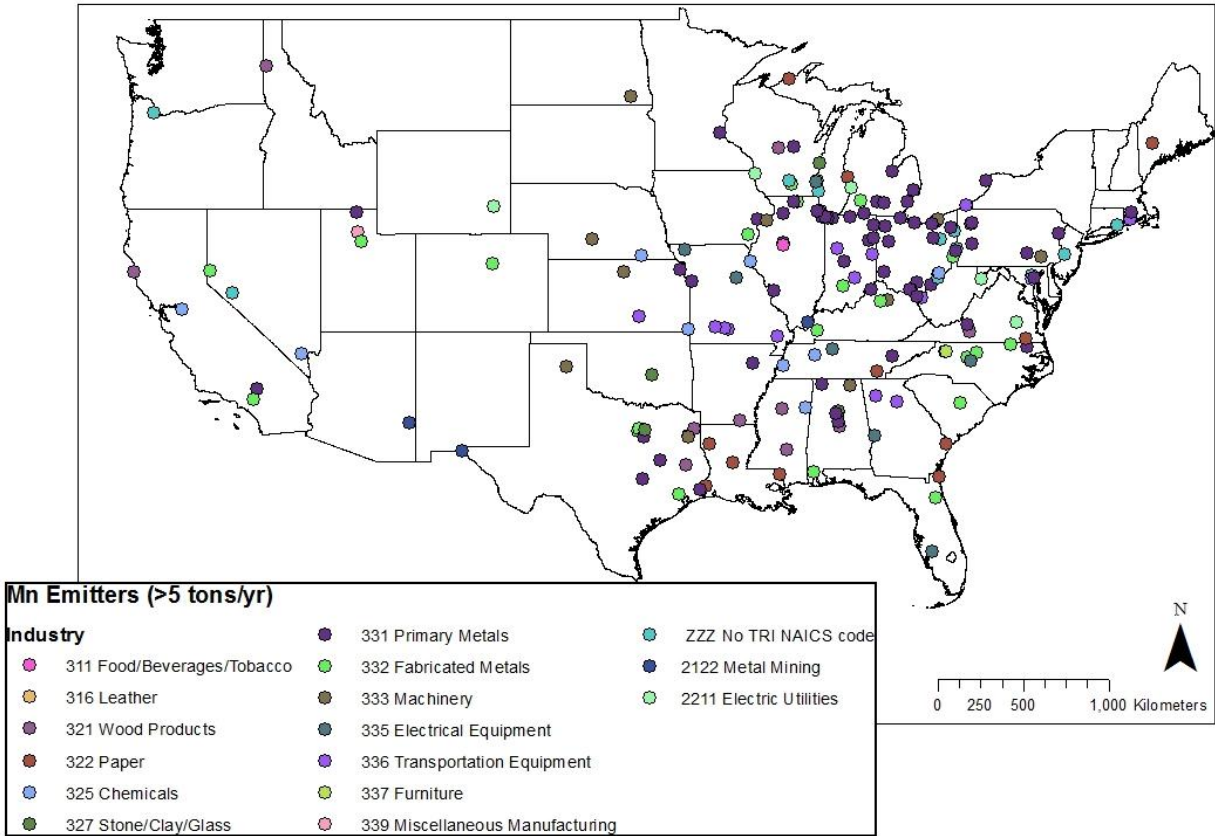 Mn Emitters (>5 tons/yr)
Industry
311 Food/Beverages/Tobacco
316 Leather
321 Wood Products
322 Paper
325 Chemicals
327 Stone/Clay/Glass
331 Primary Metals
332 Fabricated Metals
333 Machinery
335 Electrical Equipment
336 Transportation Equipment
337 Furniture
339 Miscellaneous Manufacturing
ZZZ No TRI NAICS code
2122 Metal Mining
2211 Electric Utilities
N
0 250 500 1,000 Kilometers